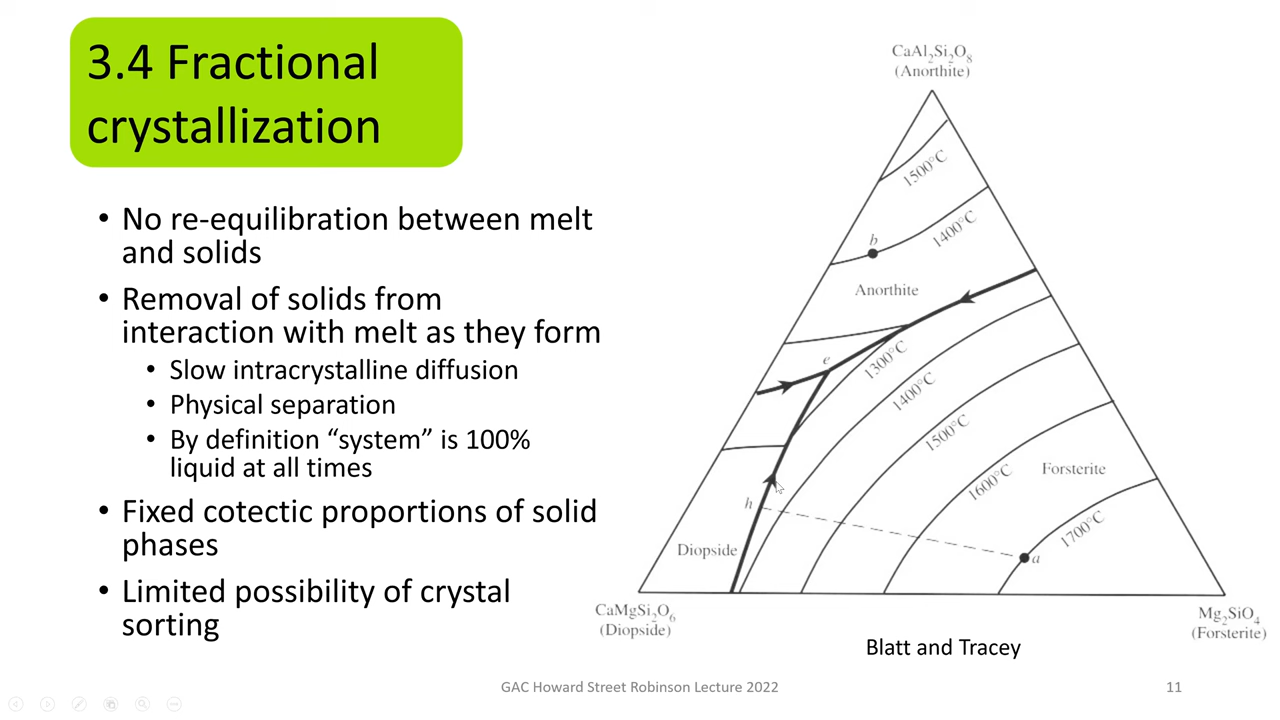 3.4 Fractional
crystallization
• No re-equilibration between melt
and solids
• Removal of solids from
interaction with melt as they form
• Slow intracrystalline diffusion
• Physical separation
• By definition “system” is 100%
liquid at all times
• Fixed cotectic proportions of solid
phases
• Limited possibility of crystal
sorting
CaAl₂Si₂O₈
(Anorthite)
1500°C
b
1400°C
Anorthite
e
1300°C
1400°C
1500°C
1600°C
Forsterite
h
1700°C
Diopside
a
CaMgSi₂O₆
(Diopside)
Mg₂SiO₄
(Forsterite)
Blatt and Tracey
GAC Howard Street Robinson Lecture 2022
11